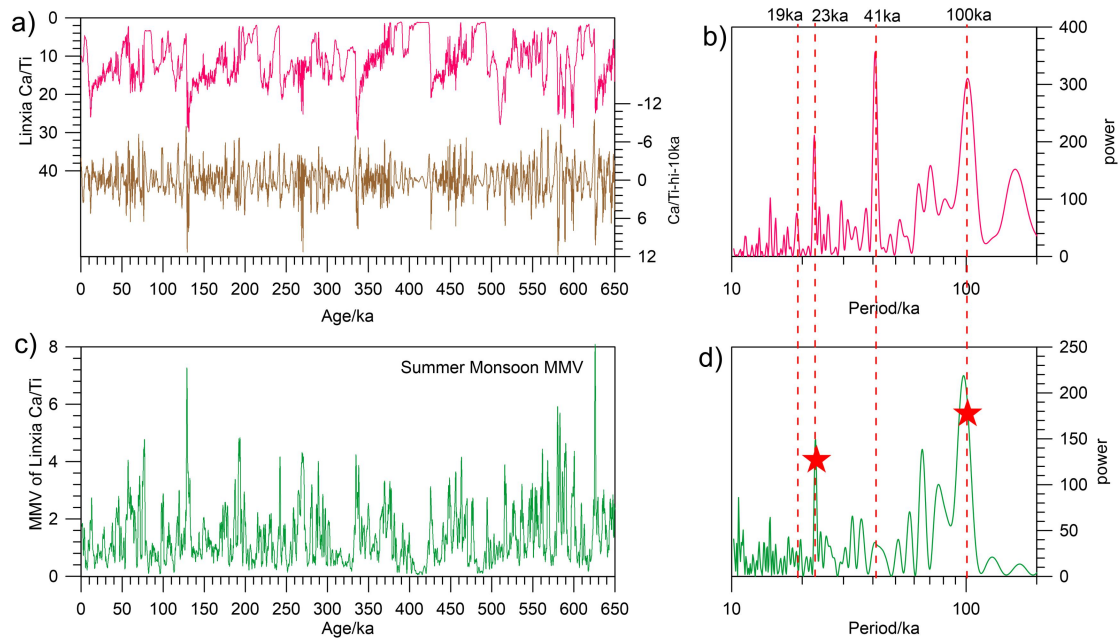 19ka 23ka 41ka 100ka
a)
0
10
20
30
40
Linxia Ca/Ti
-12
-6
0
6
12
Ca/Ti-hi-10ka
0 50 100 150 200 250 300 350 400 450 500 550 600 650
Age/ka
b)
400
300
200
100
0
power
10 100
Period/ka
c)
8
6
4
2
0
MMV of Linxia Ca/Ti
Summer Monsoon MMV
0 50 100 150 200 250 300 350 400 450 500 550 600 650
Age/ka
d)
250
200
150
100
50
0
power
10 100
Period/ka